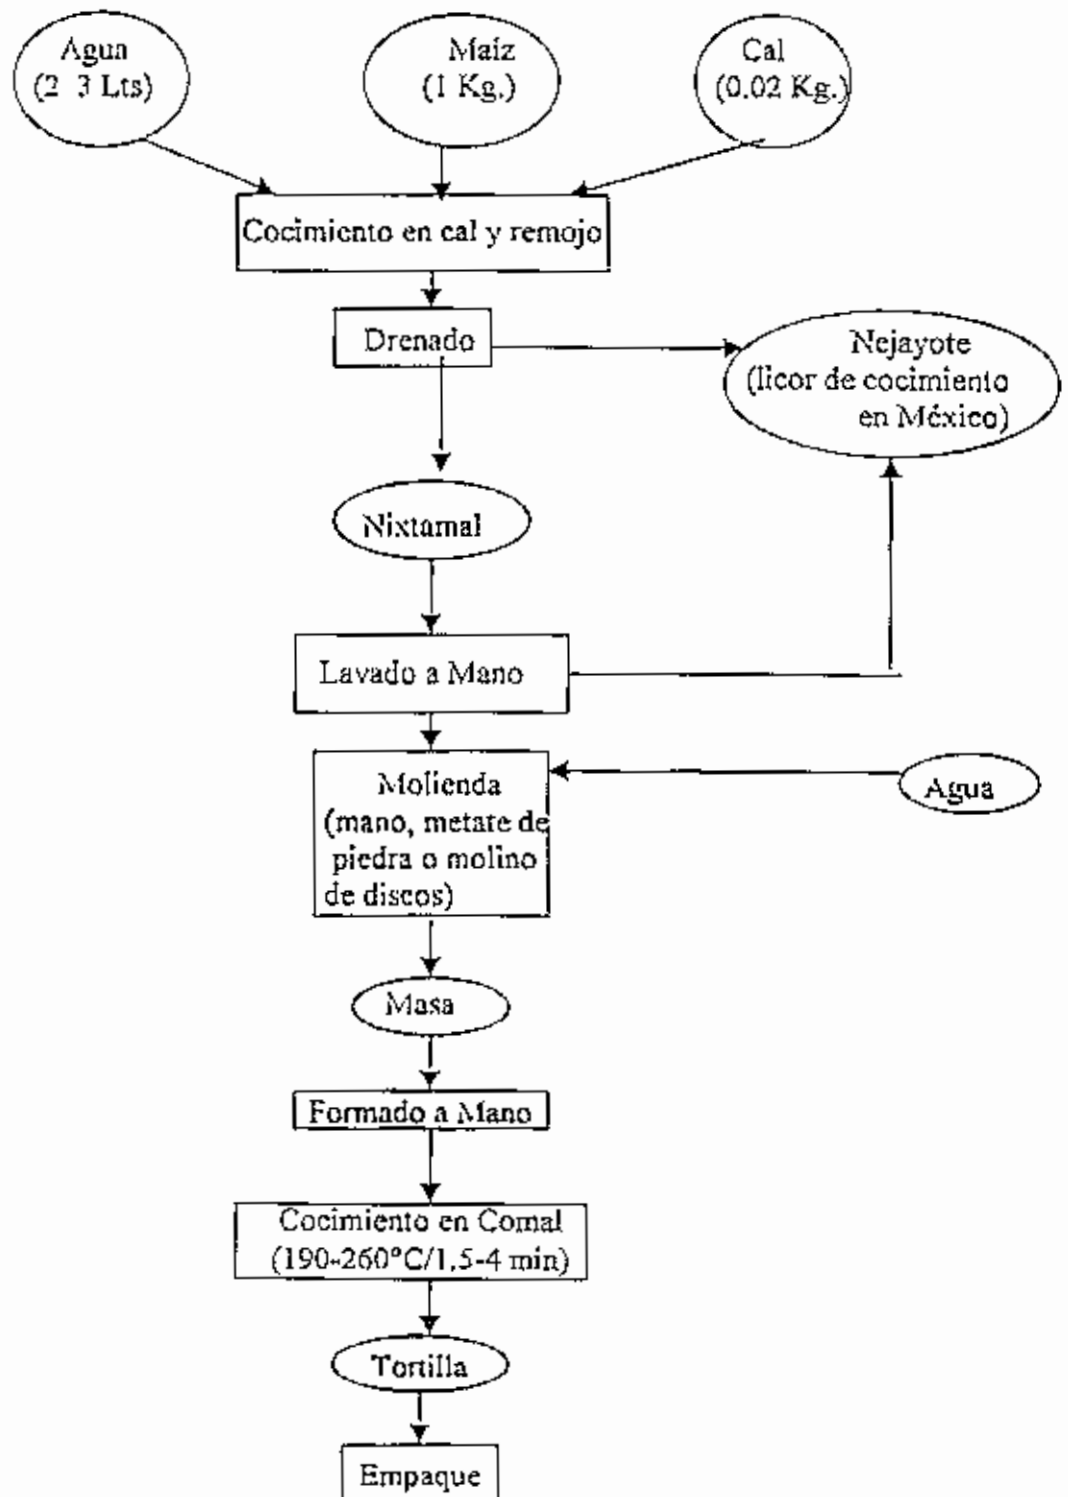 Agua
(2 3 Lts)
Maíz
(1 Kg.)
Cal
(0.02 Kg.)
Cocimiento en cal y remojo
Drenado
Nejayote
(licor de cocimiento
en México)
Nixtamal
Lavado a Mano
Molienda
(mano, metate de
piedra o molino
de discos)
Agua
Masa
Formado a Mano
Cocimiento en Comal
(190-260°C/1.5-4 min)
Tortilla
Empaque